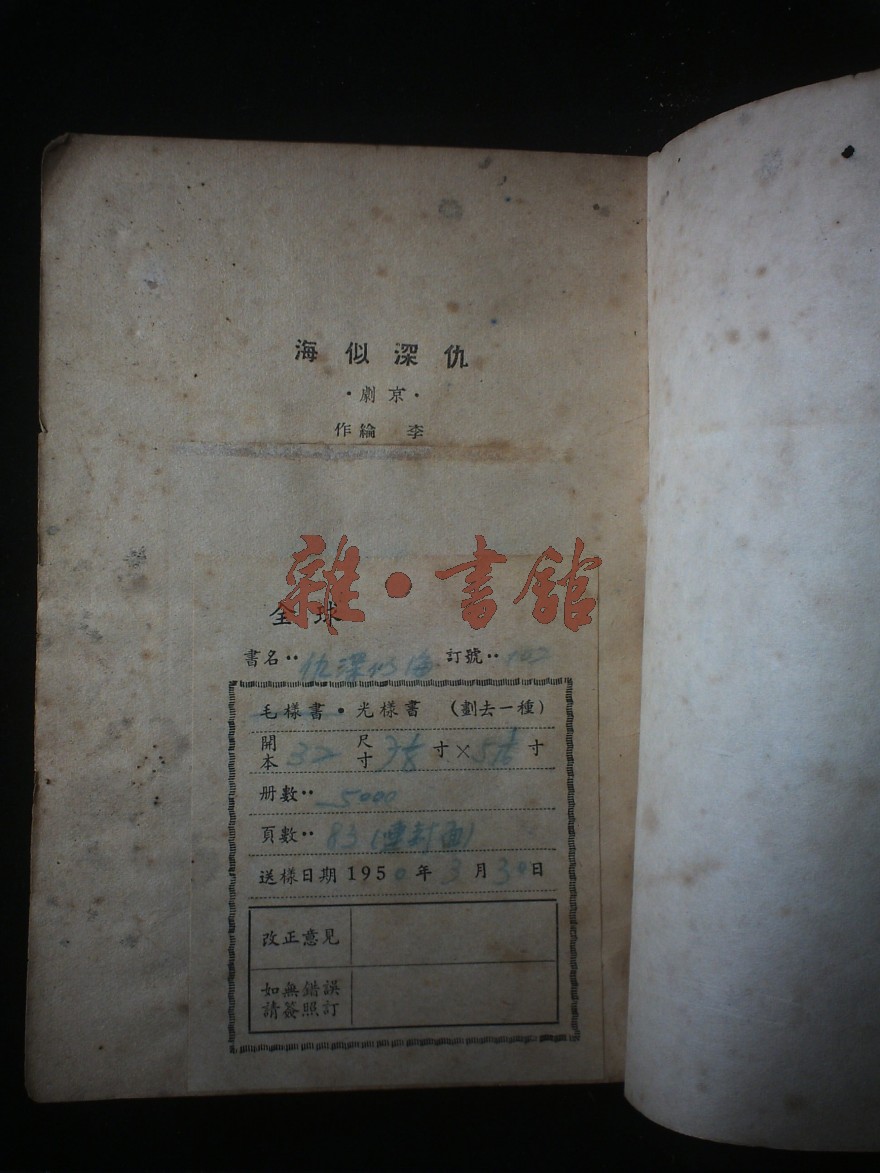 仇深似海
·京劇·
李綸作
雜·書館
全球
書名·· 仇深似海 訂號·· 102
毛樣書·光樣書 (劃去一種)
開本 32 尺寸 寸×寸
册數·· 5000
頁數·· 83(連封面)
送樣日期1950年3月30日
改正意見
如無錯誤
請簽照訂